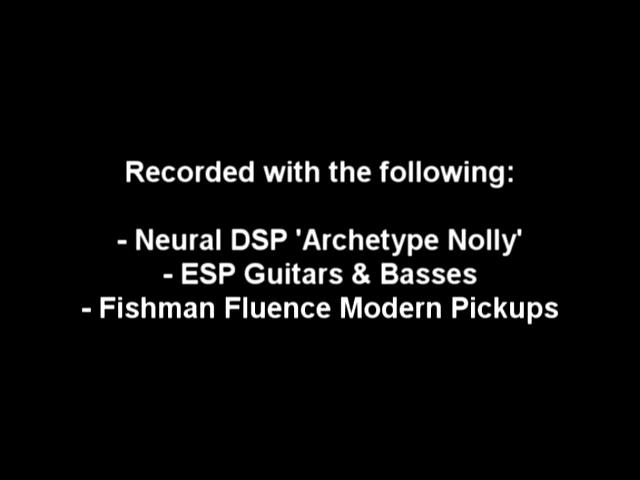 Recorded with the following:
- Neural DSP 'Archetype Nolly'
- ESP Guitars & Basses
- Fishman Fluence Modern Pickups